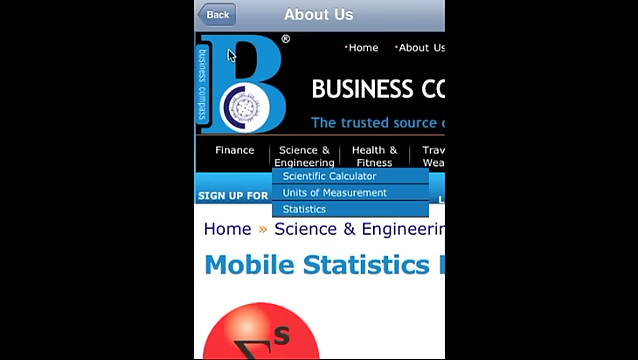 Back
About Us
business compass
B®
Home
About Us
BUSINESS CO
The trusted source
Finance
Science &
Engineering
Health &
Fitness
Trav
Wea
Scientific Calculator
Units of Measurement
Statistics
SIGN UP FOR
Home » Science & Engineerin
Mobile Statistics
Σs